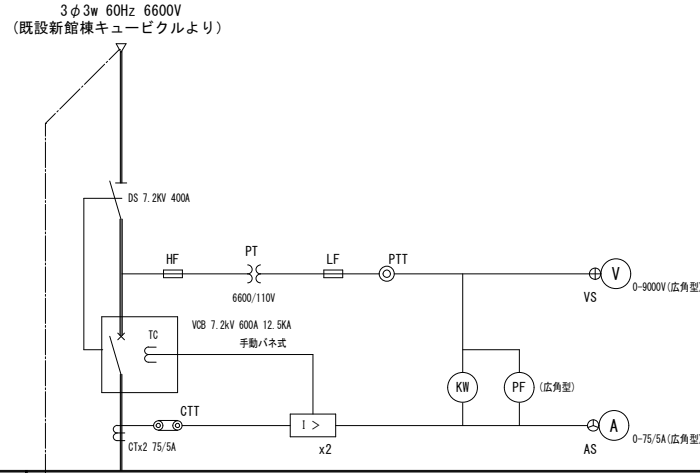 3φ3w 60Hz 6600V
(既設新館棟キュービクルより)
DS 7.2KV 400A
HF
PT
LF
PTT
6600/110V
V
VS
0-9000V(広角型)
VCB 7.2kV 600A 12.5KA
手動バネ式
TC
KW
PF
(広角型)
CTT
CTx2 75/5A
I >
x2
A
AS
0-75/5A(広角型)